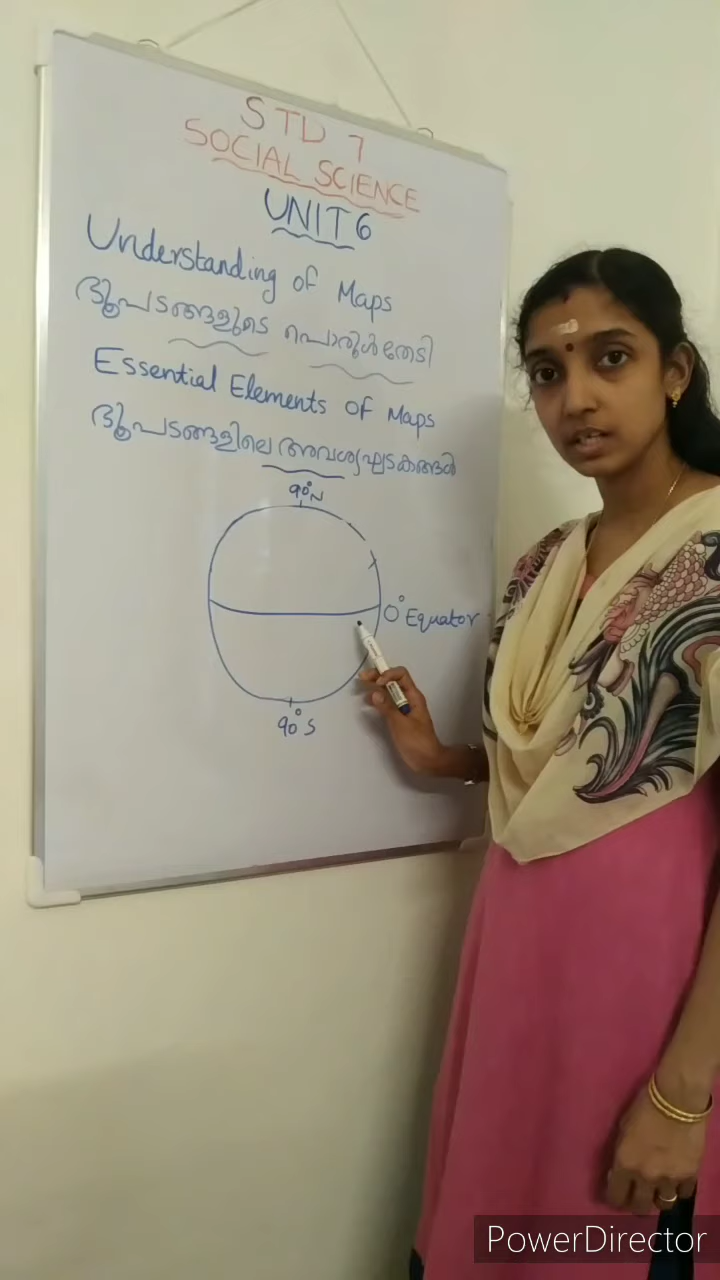 STD 7
SOCIAL SCIENCE
UNIT 6
Understanding of Maps
ഭൂപടങ്ങളുടെ പൊരുൾതേടി
Essential Elements of Maps
ഭൂപടങ്ങളിലെ അവശ്യഘടകങ്ങൾ
90°N
0° Equator
90°S
PowerDirector